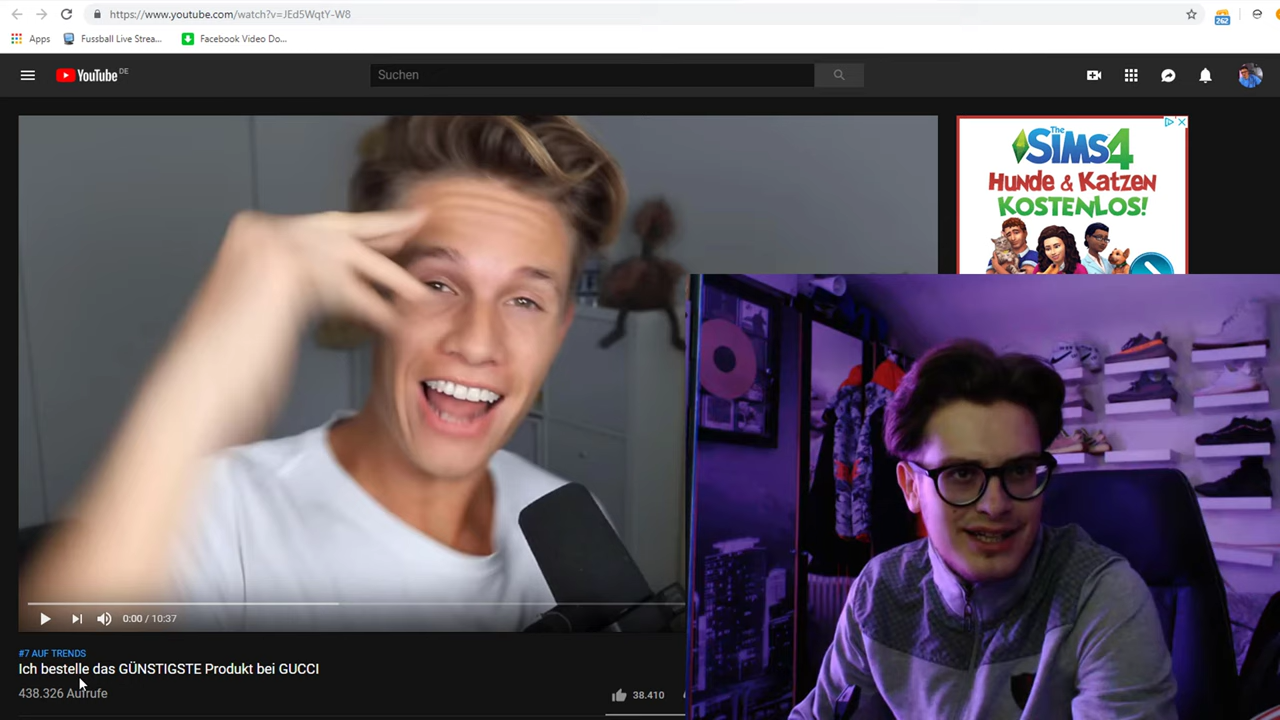 https://www.youtube.com/watch?v=JEd5WqtY-W8
262
Apps
Fussball Live Strea...
Facebook Video Do...
YouTube DE
Suchen
The
SIMS 4
HUNDE & KATZEN
KOSTENLOS!
0:00 / 10:37
#7 AUF TRENDS
Ich bestelle das GÜNSTIGSTE Produkt bei GUCCI
438.326 Aufrufe
38.410